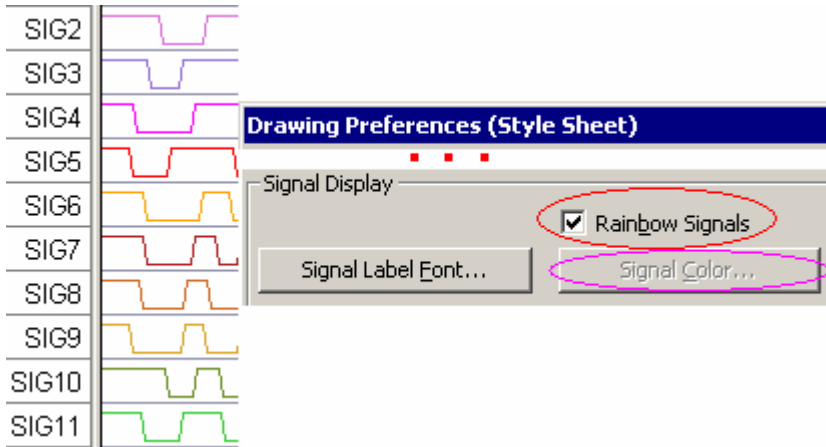 SIG2
SIG3
SIG4
SIG5
SIG6
SIG7
SIG8
SIG9
SIG10
SIG11
Drawing Preferences (Style Sheet)
Signal Display
Rainbow Signals
Signal Label Font...
Signal Color...